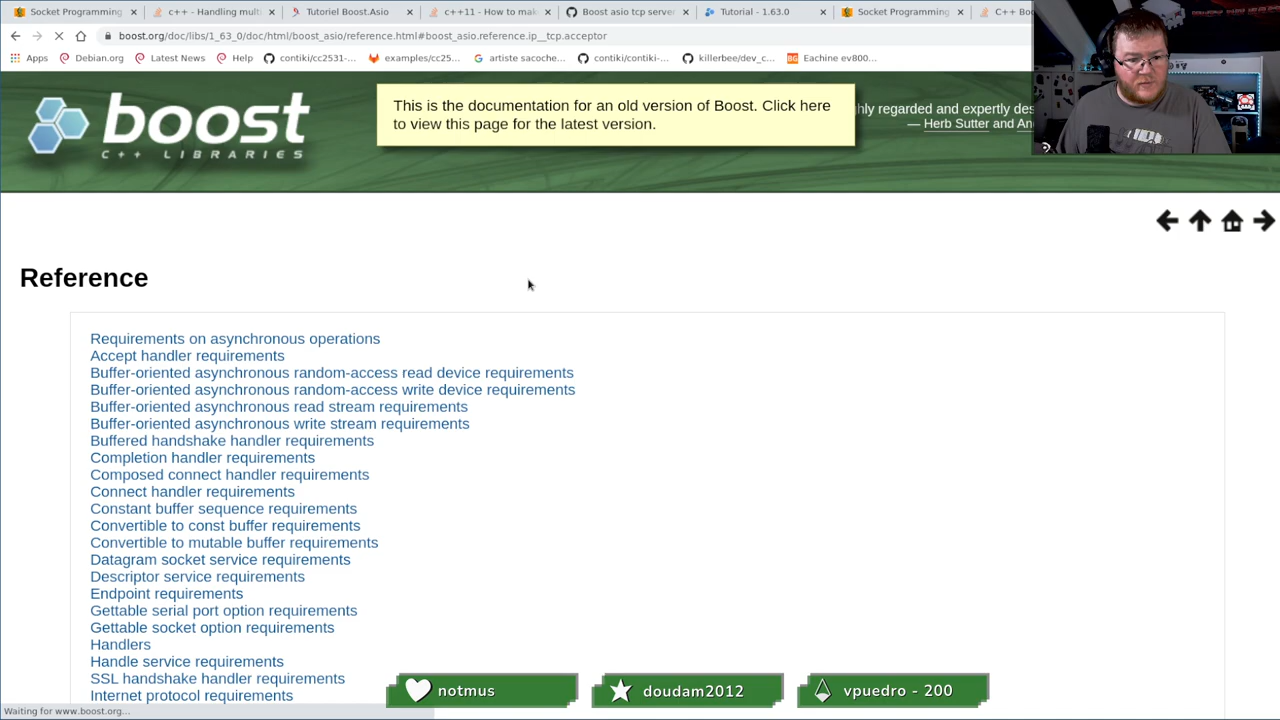 Socket Programming
c++ - Handling mult
Tutoriel Boost.Asio
c++11 - How to mak
Boost asio tcp serve
Tutorial - 1.63.0
Socket Programming
C++ Boo
boost.org/doc/libs/1_63_0/doc/html/boost_asio/reference.html#boost_asio.reference.ip__tcp.acceptor
Apps
Debian.org
Latest News
Help
contiki/cc2531-...
examples/cc25...
artiste sacoche...
contiki/contiki-...
killerbee/dev_c...
Eachine ev800...
boost
C++ LIBRARIES
This is the documentation for an old version of Boost. Click here
to view this page for the latest version.
hly regarded and expertly des
— Herb Sutter and An
Reference
Requirements on asynchronous operations
Accept handler requirements
Buffer-oriented asynchronous random-access read device requirements
Buffer-oriented asynchronous random-access write device requirements
Buffer-oriented asynchronous read stream requirements
Buffer-oriented asynchronous write stream requirements
Buffered handshake handler requirements
Completion handler requirements
Composed connect handler requirements
Connect handler requirements
Constant buffer sequence requirements
Convertible to const buffer requirements
Convertible to mutable buffer requirements
Datagram socket service requirements
Descriptor service requirements
Endpoint requirements
Gettable serial port option requirements
Gettable socket option requirements
Handlers
Handle service requirements
SSL handshake handler requirements
Internet protocol requirements
notmus
doudam2012
vpuedro - 200
Waiting for www.boost.org...